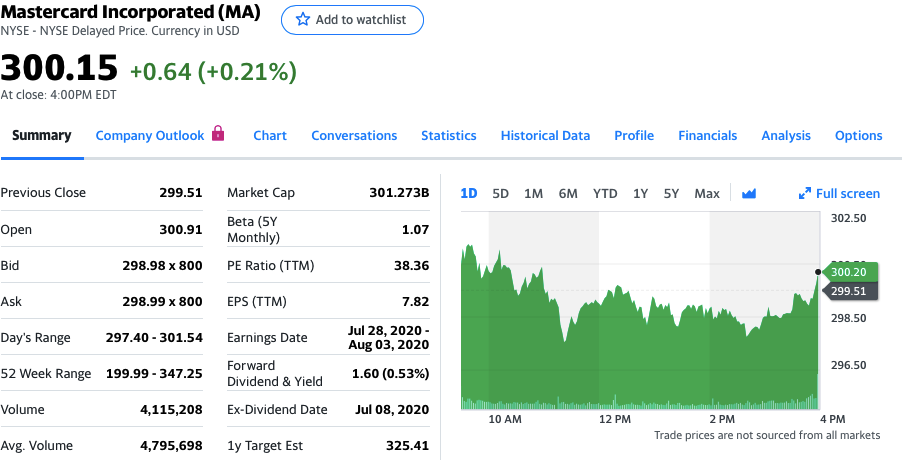 Mastercard Incorporated (MA)
Add to watchlist
NYSE - NYSE Delayed Price. Currency in USD
300.15 +0.64 (+0.21%)
At close: 4:00PM EDT
Summary Company Outlook Chart Conversations Statistics Historical Data Profile Financials Analysis Options
Previous Close 299.51
Open 300.91
Bid 298.98 x 800
Ask 298.99 x 800
Day's Range 297.40 - 301.54
52 Week Range 199.99 - 347.25
Volume 4,115,208
Avg. Volume 4,795,698
Market Cap 301.273B
Beta (5Y
Monthly) 1.07
PE Ratio (TTM) 38.36
EPS (TTM) 7.82
Earnings Date Jul 28, 2020 -
Aug 03, 2020
Forward
Dividend & Yield 1.60 (0.53%)
Ex-Dividend Date Jul 08, 2020
1y Target Est 325.41
1D 5D 1M 6M YTD 1Y 5Y Max Full screen
302.50
300.20
299.51
298.50
296.50
10 AM 12 PM 2 PM 4 PM
Trade prices are not sourced from all markets